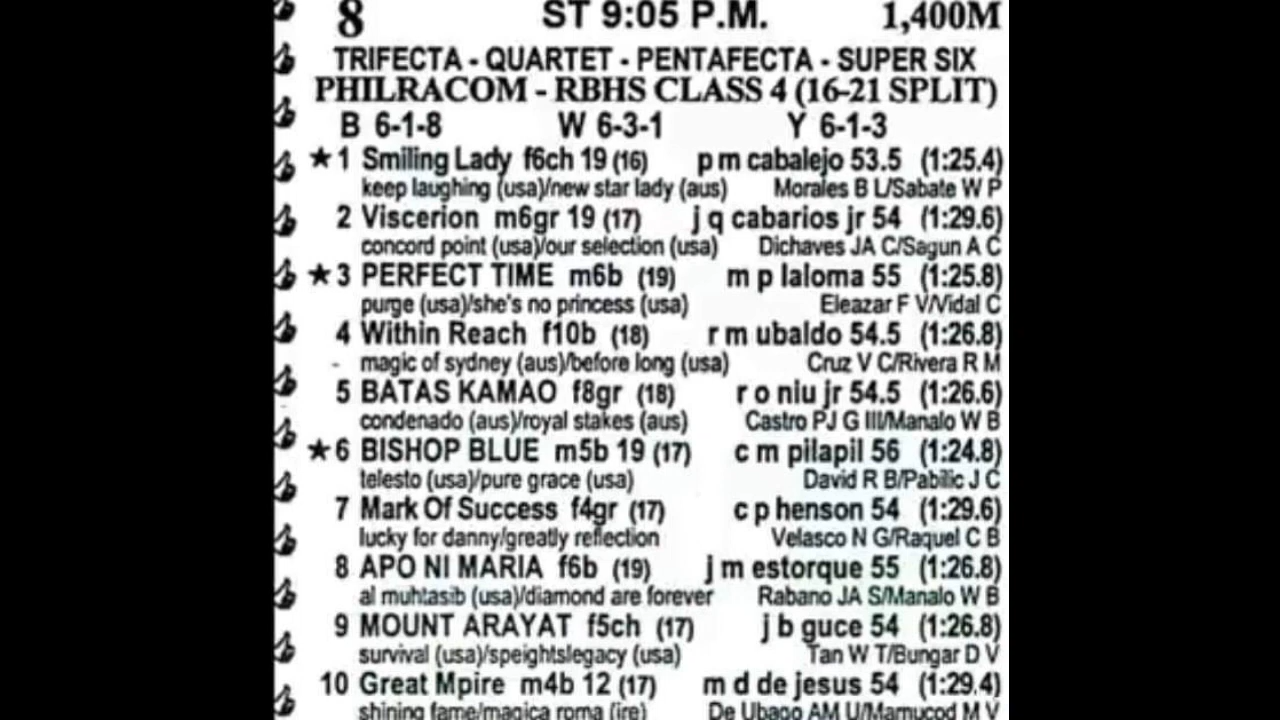 8 ST 9:05 P.M. 1,400M
TRIFECTA - QUARTET - PENTAFECTA - SUPER SIX
PHILRACOM - RBHS CLASS 4 (16-21 SPLIT)
B 6-1-8 W 6-3-1 Y 6-1-3
★1 Smiling Lady f6ch 19 (16) p m cabalejo 53.5 (1:25.4)
keep laughing (usa)/new star lady (aus) Morales B L/Sabate W P
2 Viscerion m6gr 19 (17) j q cabarios jr 54 (1:29.6)
concord point (usa)/our selection (usa) Dichaves JA C/Sagun A C
★3 PERFECT TIME m6b (19) m p laloma 55 (1:25.8)
purge (usa)/she's no princess (usa) Eleazar F V/Vidal C
4 Within Reach f10b (18) r m ubaldo 54.5 (1:26.8)
- magic of sydney (aus)/before long (usa) Cruz V C/Rivera R M
5 BATAS KAMAO f8gr (18) r o niu jr 54.5 (1:26.6)
condenado (aus)/royal stakes (aus) Castro PJ G III/Manalo W B
★6 BISHOP BLUE m5b 19 (17) c m pilapil 56 (1:24.8)
telesto (usa)/pure grace (usa) David R B/Pabilic J C
7 Mark Of Success f4gr (17) c p henson 54 (1:29.6)
lucky for danny/greatly reflection Velasco N G/Raquel C B
8 APO NI MARIA f6b (19) j m estorque 55 (1:26.8)
al muhtasib (usa)/diamond are forever Rabano JA S/Manalo W B
9 MOUNT ARAYAT f5ch (17) j b guce 54 (1:26.8)
survival (usa)/speightslegacy (usa) Tan W T/Bungar D V
10 Great Mpire m4b 12 (17) m d de jesus 54 (1:29.4)
shining fame/magica roma (ire) De Ubago AM U/Mamucod M V